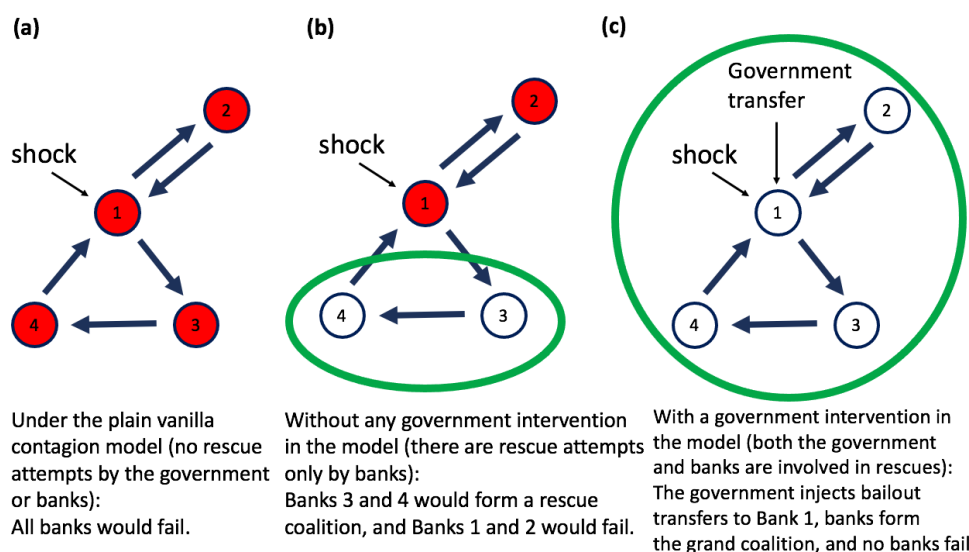 (a)
2
shock
1
4
3
Under the plain vanilla
contagion model (no rescue
attempts by the government
or banks):
All banks would fail.
(b)
2
shock
1
4
3
Without any government intervention
in the model (there are rescue attempts
only by banks):
Banks 3 and 4 would form a rescue
coalition, and Banks 1 and 2 would fail.
(c)
Government
transfer
2
shock
1
4
3
With a government intervention in
the model (both the government
and banks are involved in rescues):
The government injects bailout
transfers to Bank 1, banks form
the grand coalition, and no banks fail